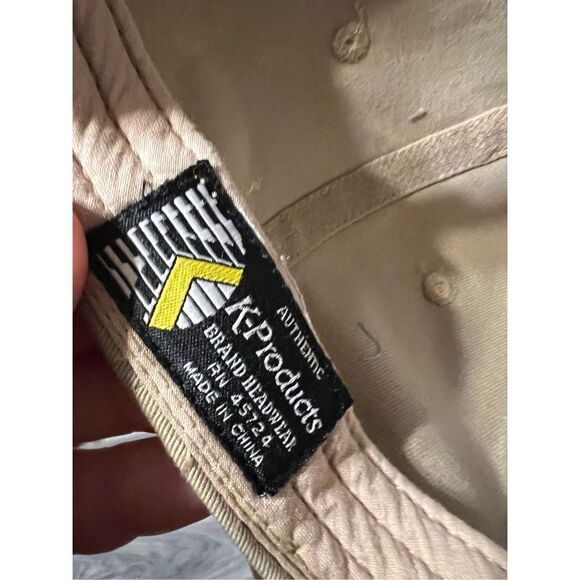 AUTHENTIC
K-Products
BRAND HEADWEAR
RN 45724
MADE IN CHINA